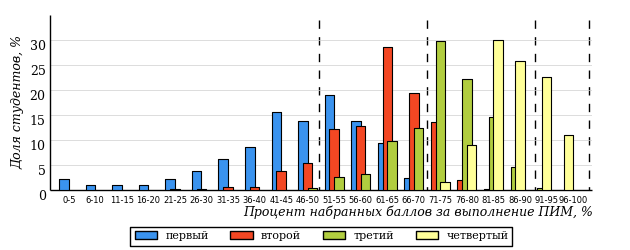 Доля студентов, %
30
25
20
15
10
5
0
0-5 6-10 11-15 16-20 21-25 26-30 31-35 36-40 41-45 46-50 51-55 56-60 61-65 66-70 71-75 76-80 81-85 86-90 91-95 96-100
Процент набранных баллов за выполнение ПИМ, %
первый второй третий четвертый